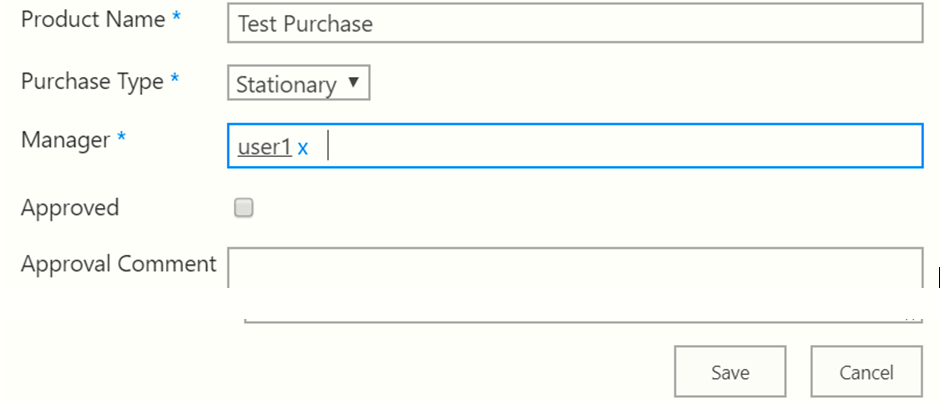 Product Name *
Test Purchase
Purchase Type *
Stationary ▼
Manager *
user1 x
Approved
Approval Comment
Save
Cancel